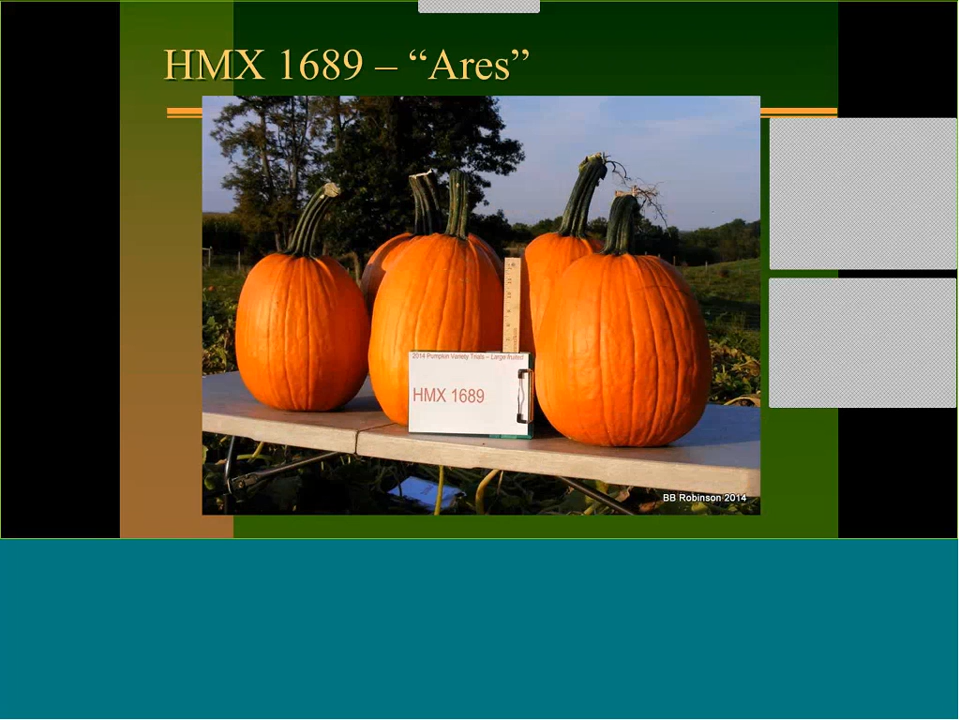 HMX 1689 – “Ares”
2014 Pumpkin Variety Trials – Large fruited
HMX 1689
BB Robinson 2014